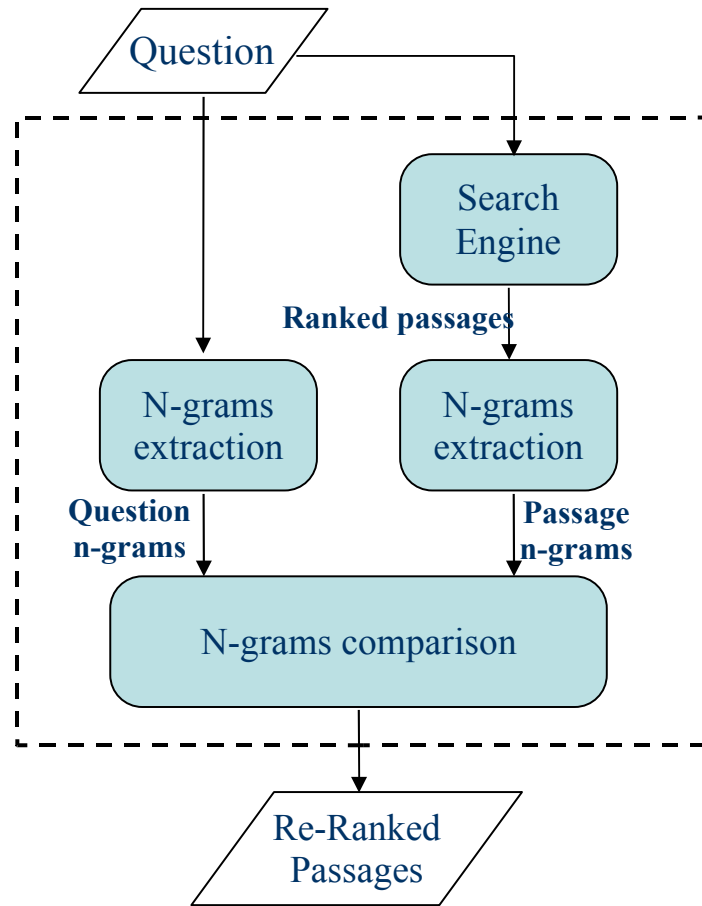 Question
Search
Engine
Ranked passages
N-grams
extraction
N-grams
extraction
Question
n-grams
Passage
n-grams
N-grams comparison
Re-Ranked
Passages